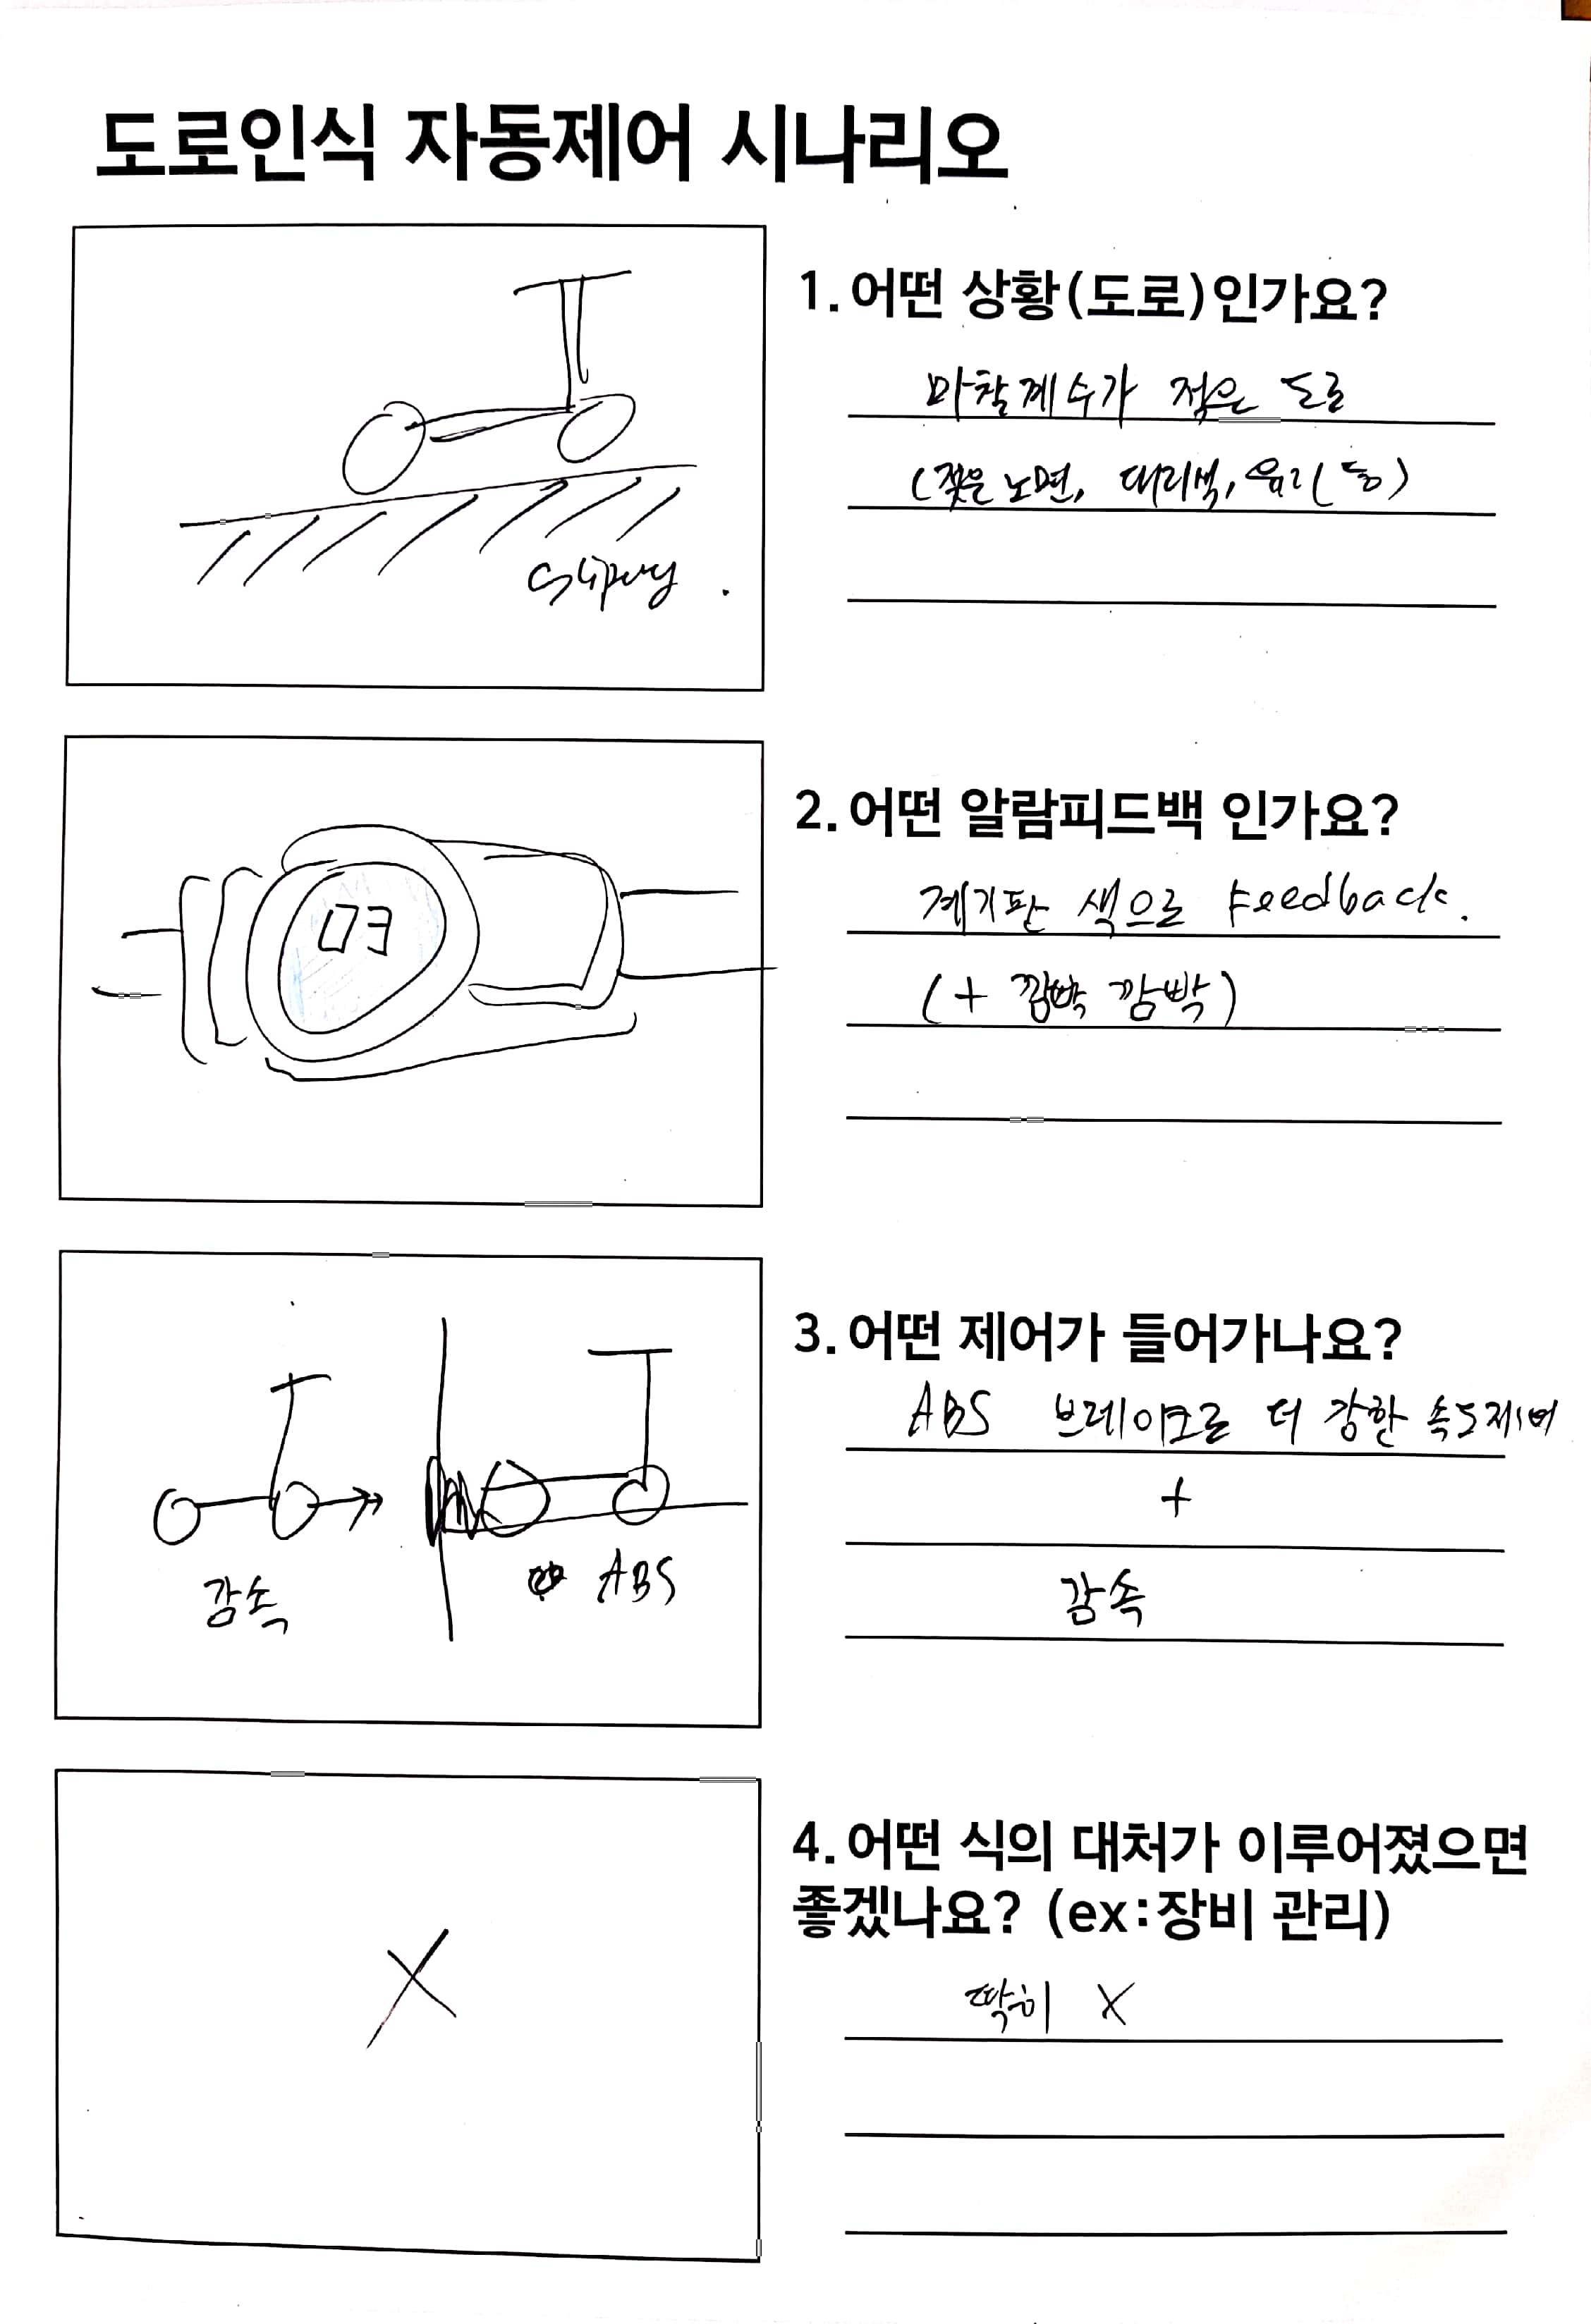 도로인식 자동제어 시나리오
1. 어떤 상황(도로)인가요?
마찰계수가 적은 도로
(젖은 노면, 대리석, 유리 등)
2. 어떤 알람피드백 인가요?
계기판 색으로 Feedback.
(+ 깜빡 깜빡)
03
3. 어떤 제어가 들어가나요?
ABS 브레이크로 더 강한 속도제어
+
감속
감속
ABS
4. 어떤 식의 대처가 이루어졌으면
좋겠나요? (ex:장비 관리)
딱히 X
X